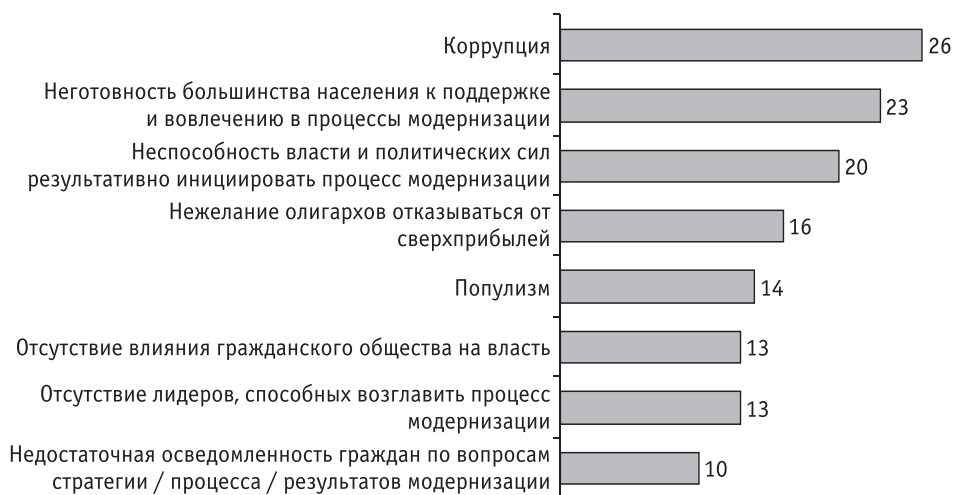 Коррупция 26
Неготовность большинства населения к поддержке
и вовлечению в процессы модернизации 23
Неспособность власти и политических сил
результативно инициировать процесс модернизации 20
Нежелание олигархов отказываться от
сверхприбылей 16
Популизм 14
Отсутствие влияния гражданского общества на власть 13
Отсутствие лидеров, способных возглавить процесс
модернизации 13
Недостаточная осведомленность граждан по вопросам
стратегии / процесса / результатов модернизации 10